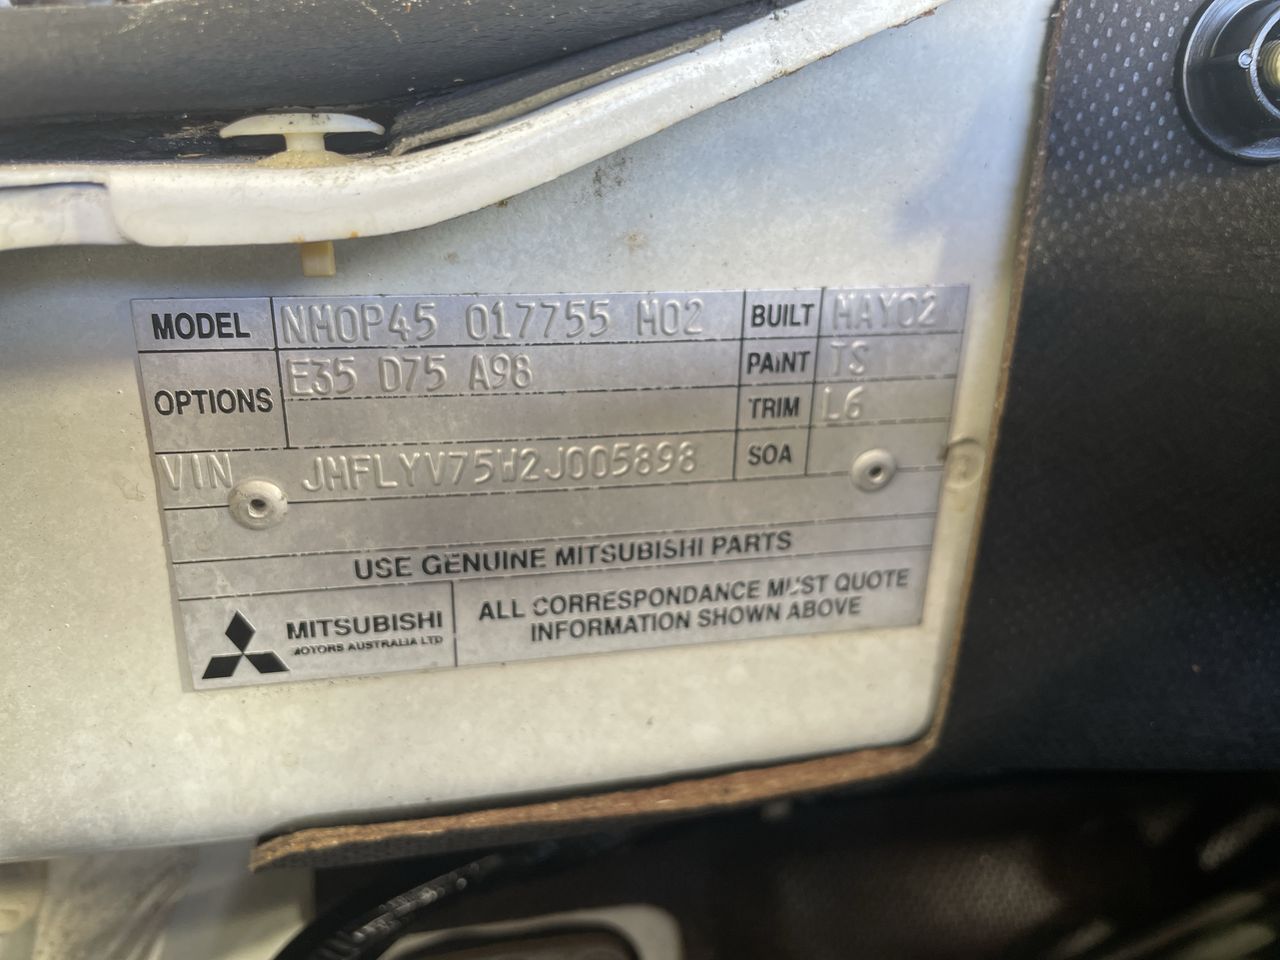 MODEL NM0P45 017755 M02 BUILT MAY02
OPTIONS E35 D75 A98 PAINT TS
TRIM L6
VIN JMFLYV75W2J005898 SOA
USE GENUINE MITSUBISHI PARTS
MITSUBISHI
MOTORS AUSTRALIA LTD
ALL CORRESPONDANCE MUST QUOTE
INFORMATION SHOWN ABOVE